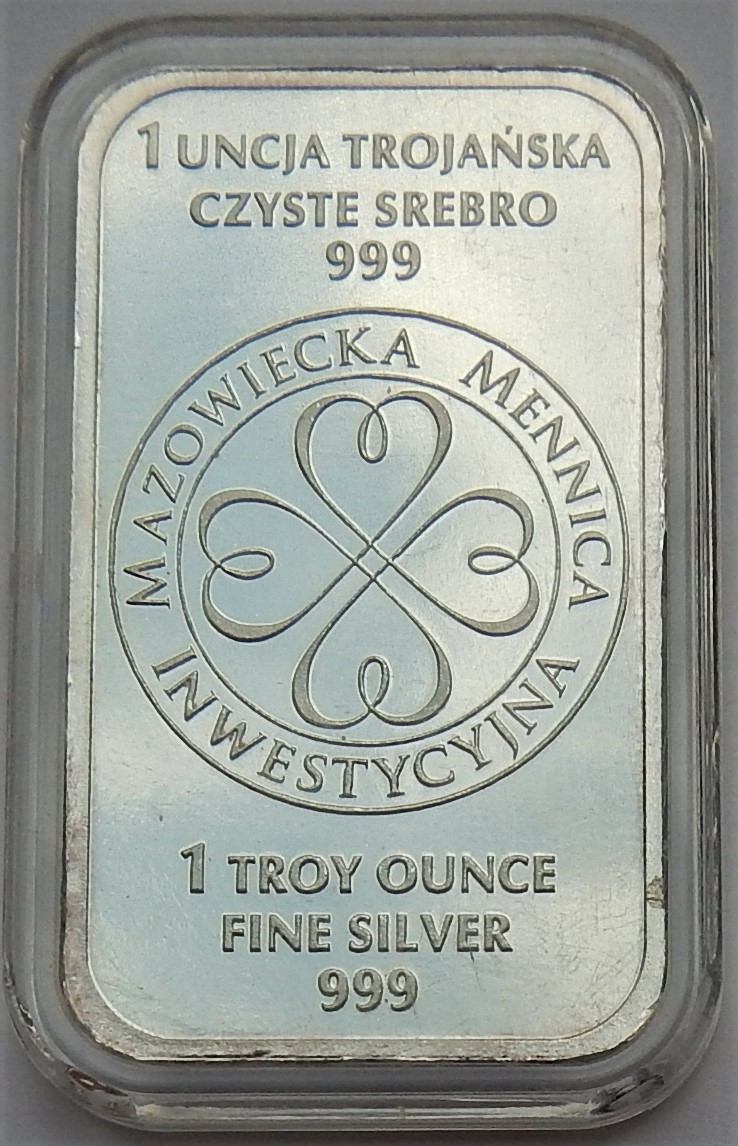 1 UNCJA TROJAŃSKA
CZYSTE SREBRO
999
MAZOWIECKA MENNICA
INWESTYCYJNA
1 TROY OUNCE
FINE SILVER
999